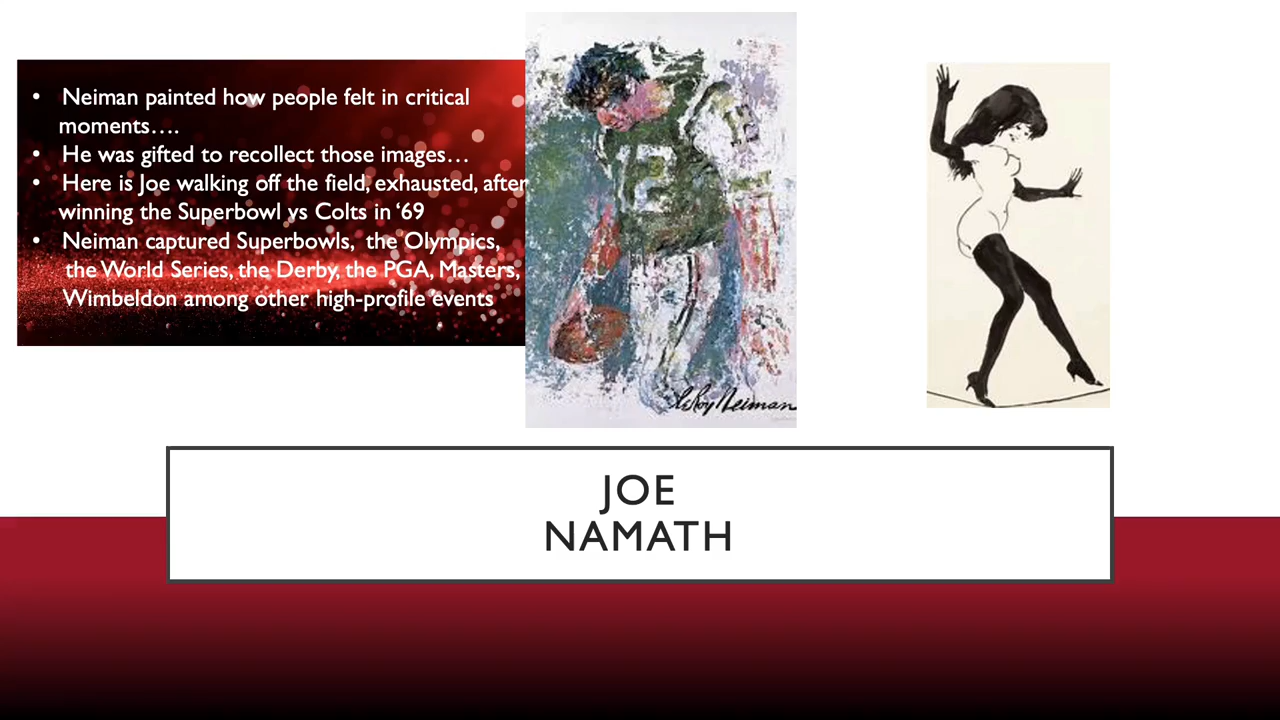 • Neiman painted how people felt in critical
moments….
• He was gifted to recollect those images…
• Here is Joe walking off the field, exhausted, after
winning the Superbowl vs Colts in ‘69
• Neiman captured Superbowls, the Olympics,
the World Series, the Derby, the PGA, Masters,
Wimbeldon among other high-profile events
12
LeRoy Neiman
JOE
NAMATH